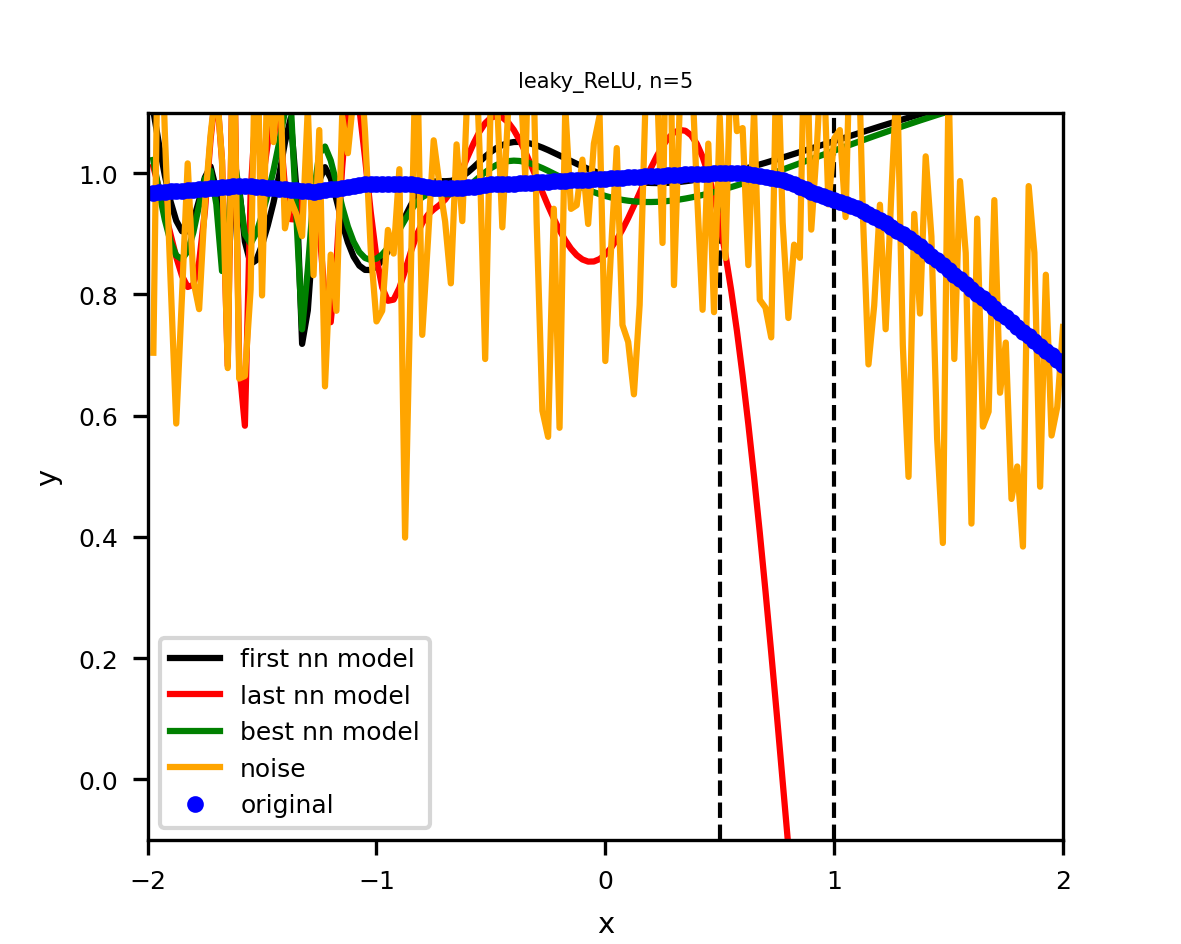 leaky_ReLU, n=5
y
1.0
0.8
0.6
0.4
0.2
0.0
first nn model
last nn model
best nn model
noise
original
−2 −1 0 1 2
x